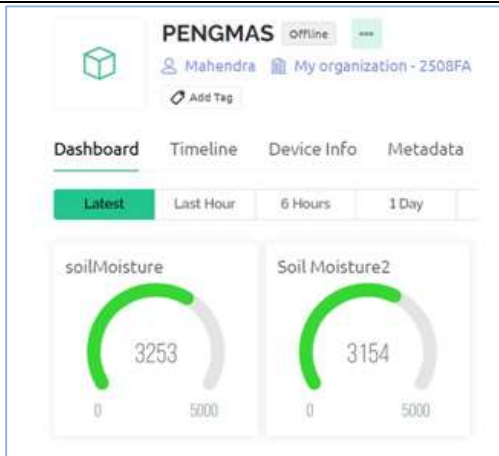 PENGMAS Offline ...
Mahendra My organization - 2508FA
Add Tag
Dashboard Timeline Device Info Metadata
Latest Last Hour 6 Hours 1 Day
soilMoisture Soil Moisture2
3253 3154
0 5000 0 5000